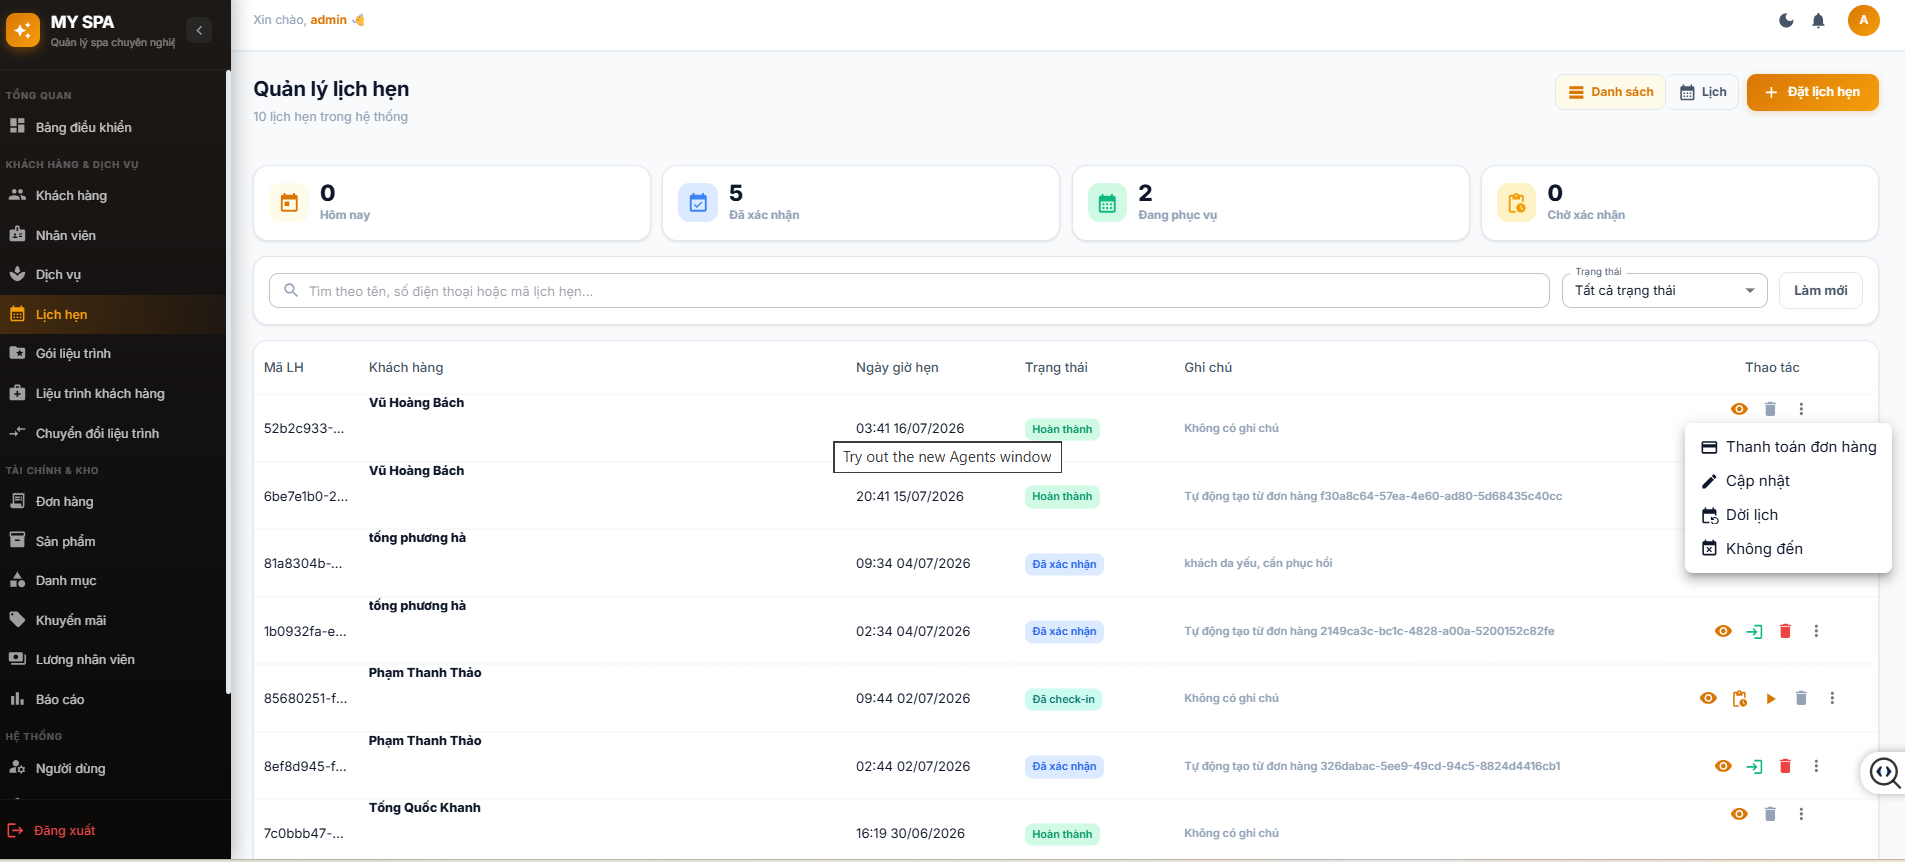 MY SPA
Quản lý spa chuyên nghiệ
TỔNG QUAN
Bảng điều khiển
KHÁCH HÀNG & DỊCH VỤ
Khách hàng
Nhân viên
Dịch vụ
Lịch hẹn
Gói liệu trình
Liệu trình khách hàng
Chuyển đổi liệu trình
TÀI CHÍNH & KHO
Đơn hàng
Sản phẩm
Danh mục
Khuyến mãi
Lương nhân viên
Báo cáo
HỆ THỐNG
Người dùng
Đăng xuất
Xin chào, admin 👋
A
Quản lý lịch hẹn
10 lịch hẹn trong hệ thống
Danh sách
Lịch
+ Đặt lịch hẹn
0
Hôm nay
5
Đã xác nhận
2
Đang phục vụ
0
Chờ xác nhận
Tìm theo tên, số điện thoại hoặc mã lịch hẹn...
Trạng thái
Tất cả trạng thái
Làm mới
Mã LH Khách hàng Ngày giờ hẹn Trạng thái Ghi chú Thao tác
Vũ Hoàng Bách
52b2c933-... 03:41 16/07/2026 Hoàn thành Không có ghi chú
Try out the new Agents window
Vũ Hoàng Bách
6be7e1b0-2... 20:41 15/07/2026 Hoàn thành Tự động tạo từ đơn hàng f30a8c64-57ea-4e60-ad80-5d68435c40cc
tống phương hà
81a8304b-... 09:34 04/07/2026 Đã xác nhận khách da yếu, cần phục hồi
tống phương hà
1b0932fa-e... 02:34 04/07/2026 Đã xác nhận Tự động tạo từ đơn hàng 2149ca3c-bc1c-4828-a00a-5200152c82fe
Phạm Thanh Thảo
85680251-f... 09:44 02/07/2026 Đã check-in Không có ghi chú
Phạm Thanh Thảo
8ef8d945-f... 02:44 02/07/2026 Đã xác nhận Tự động tạo từ đơn hàng 326dabac-5ee9-49cd-94c5-8824d4416cb1
Tống Quốc Khanh
7c0bbb47-... 16:19 30/06/2026 Hoàn thành Không có ghi chú
Thanh toán đơn hàng
Cập nhật
Dời lịch
Không đến